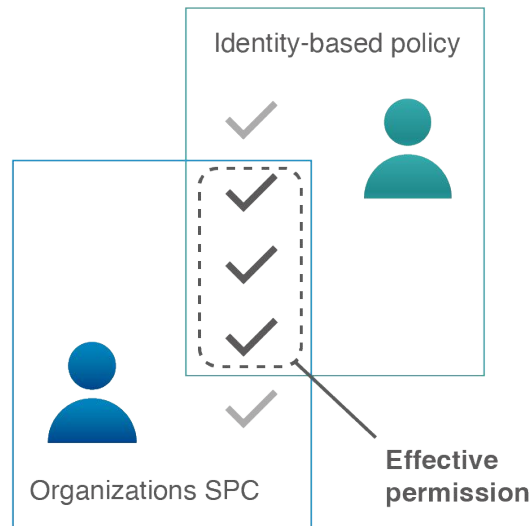 Identity-based policy
Organizations SPC
Effective
permission